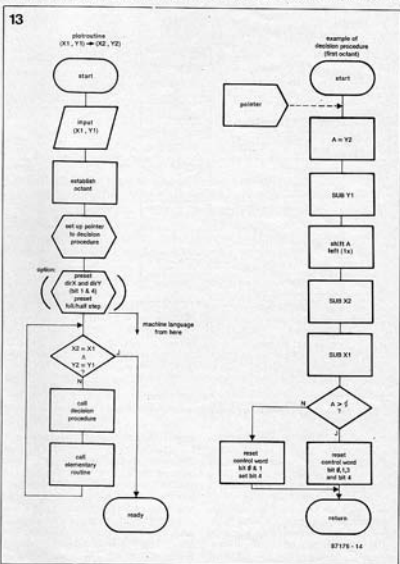 13
plotroutine
(X1, Y1) → (X2, Y2)
start
input
(X1, Y1)
establish
octant
set up pointer
to decision
procedure
option:
preset
dirX and dirY
(bit 1 & 4)
preset
full/half step
machine language
from here
X2 = X1
∧
Y2 = Y1
?
J
N
call
decision
procedure
call
elementary
routine
ready
example of
decision procedure
(first octant)
start
pointer
A = Y2
SUB Y1
shift A
left (1x)
SUB X2
SUB X1
N
A > 0
?
J
reset
control word
bit 0 & 1
set bit 4
reset
control word
bit 0,1,3
and bit 4
return
87175 - 14